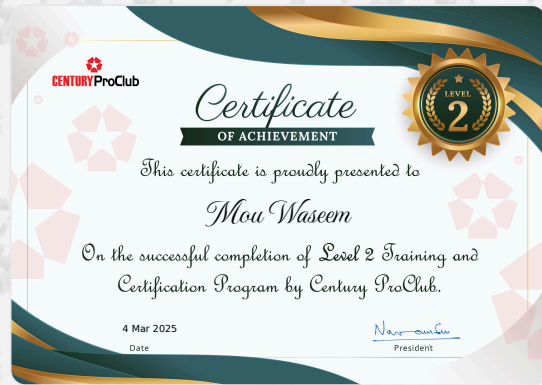 CENTURY ProClub
Certificate
OF ACHIEVEMENT
LEVEL
2
This certificate is proudly presented to
Mou Waseem
On the successful completion of Level 2 Training and
Certification Program by Century ProClub.
4 Mar 2025
Date
President